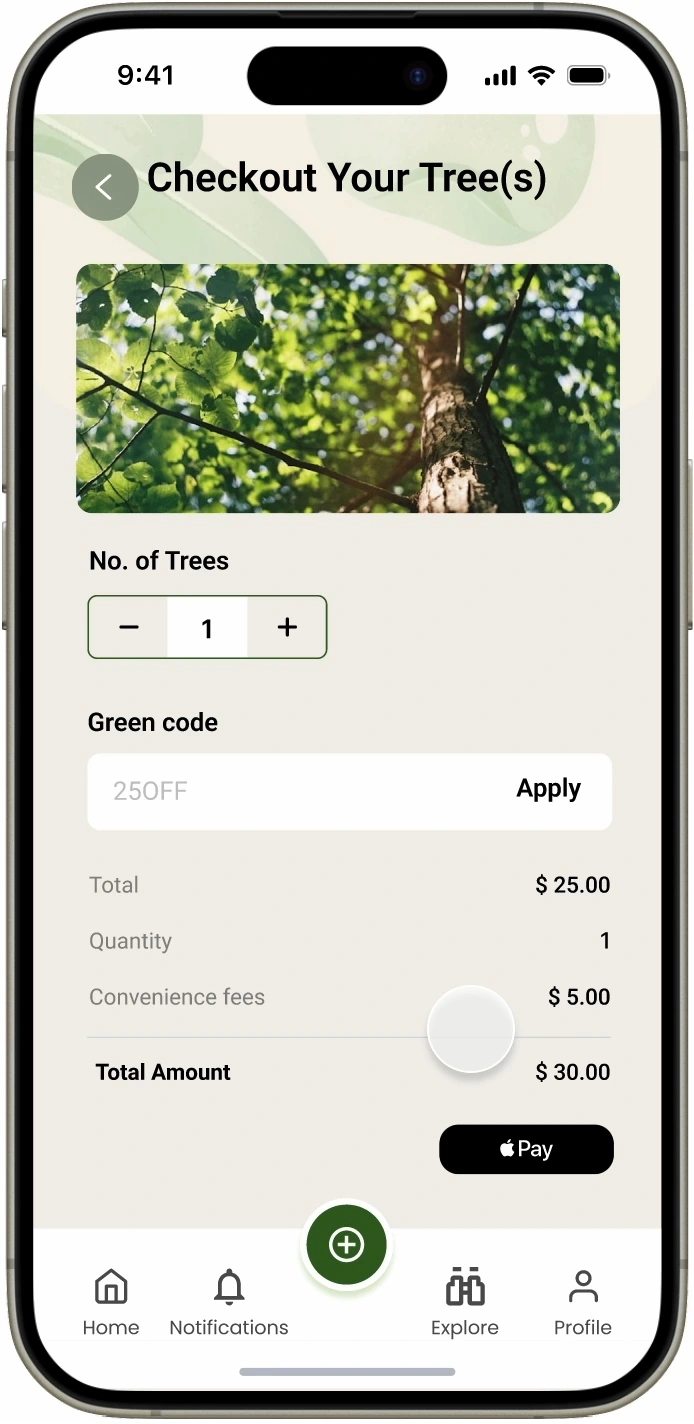 9:41
Checkout Your Tree(s)
No. of Trees
− 1 +
Green code
25OFF Apply
Total $ 25.00
Quantity 1
Convenience fees $ 5.00
Total Amount $ 30.00
Pay
Home Notifications Explore Profile